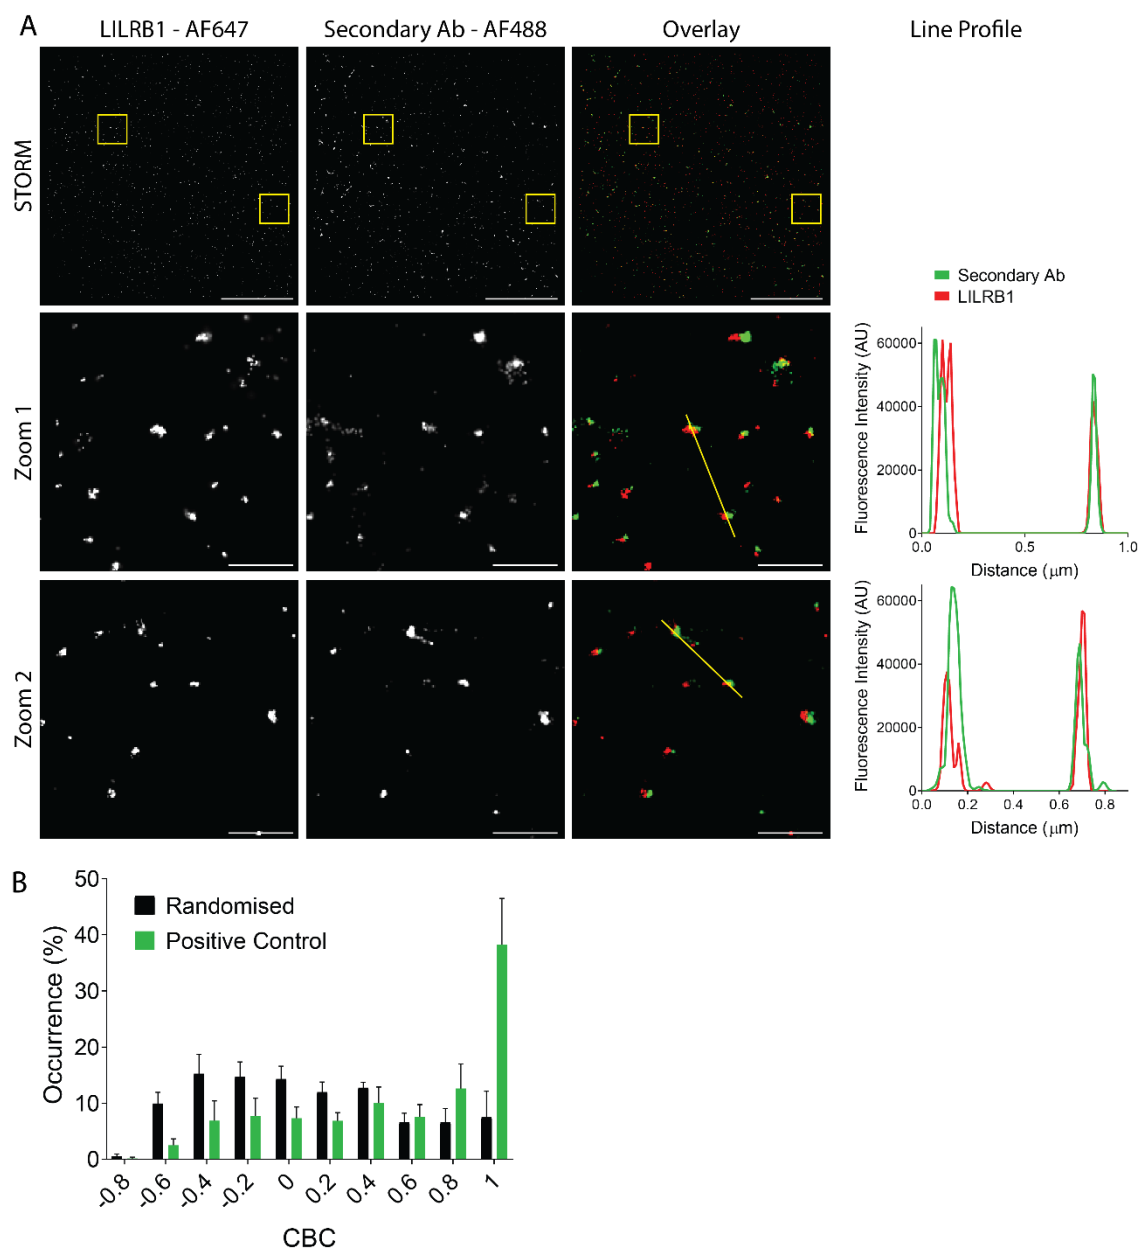 A
LILRB1 - AF647
Secondary Ab - AF488
Overlay
Line Profile
STORM
Zoom 1
Zoom 2
Secondary Ab
LILRB1
Fluorescence Intensity (AU)
60000
40000
20000
0
0.0
0.5
1.0
Distance (μm)
Fluorescence Intensity (AU)
60000
40000
20000
0
0.0
0.2
0.4
0.6
0.8
Distance (μm)
B
Randomised
Positive Control
Occurrence (%)
50
40
30
20
10
0
-0.8
-0.6
-0.4
-0.2
0
0.2
0.4
0.6
0.8
1
CBC